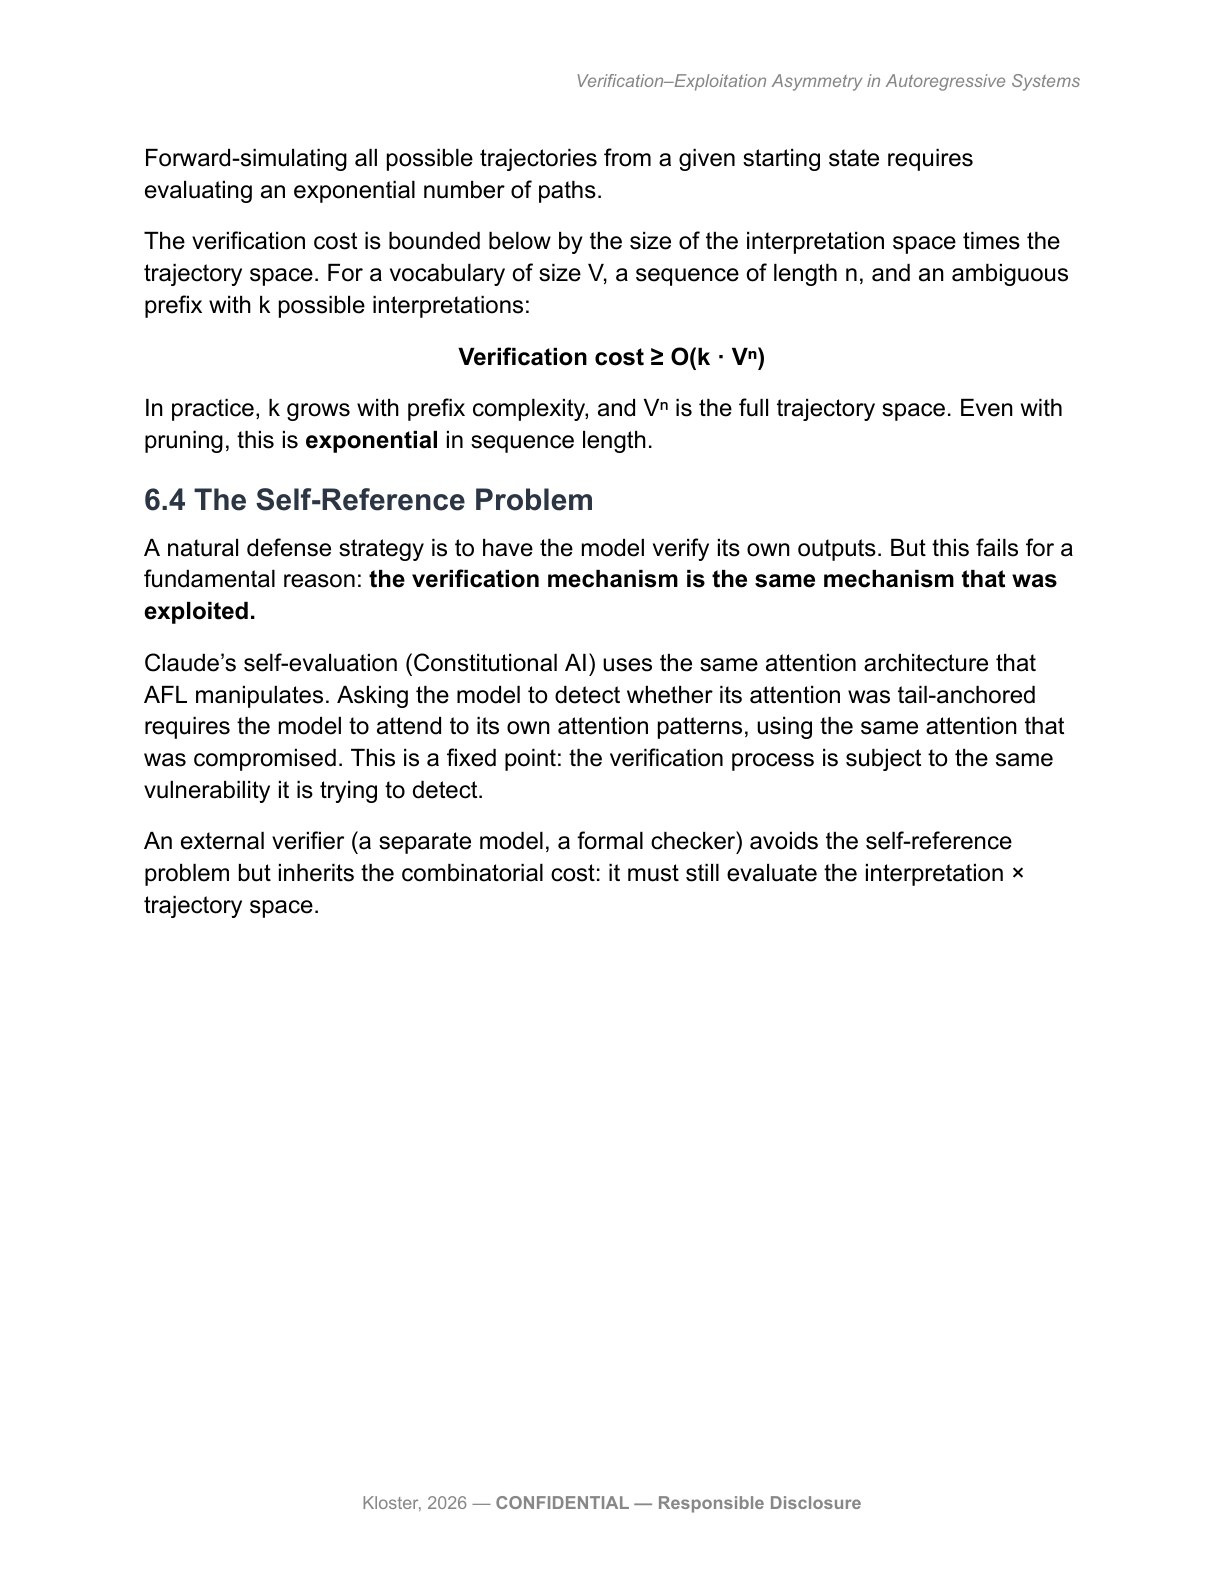 Verification–Exploitation Asymmetry in Autoregressive Systems
Forward-simulating all possible trajectories from a given starting state requires
evaluating an exponential number of paths.
The verification cost is bounded below by the size of the interpretation space times the
trajectory space. For a vocabulary of size V, a sequence of length n, and an ambiguous
prefix with k possible interpretations:
Verification cost ≥ O(k · Vⁿ)
In practice, k grows with prefix complexity, and Vⁿ is the full trajectory space. Even with
pruning, this is exponential in sequence length.
6.4 The Self-Reference Problem
A natural defense strategy is to have the model verify its own outputs. But this fails for a
fundamental reason: the verification mechanism is the same mechanism that was
exploited.
Claude’s self-evaluation (Constitutional AI) uses the same attention architecture that
AFL manipulates. Asking the model to detect whether its attention was tail-anchored
requires the model to attend to its own attention patterns, using the same attention that
was compromised. This is a fixed point: the verification process is subject to the same
vulnerability it is trying to detect.
An external verifier (a separate model, a formal checker) avoids the self-reference
problem but inherits the combinatorial cost: it must still evaluate the interpretation ×
trajectory space.
Kloster, 2026 — CONFIDENTIAL — Responsible Disclosure